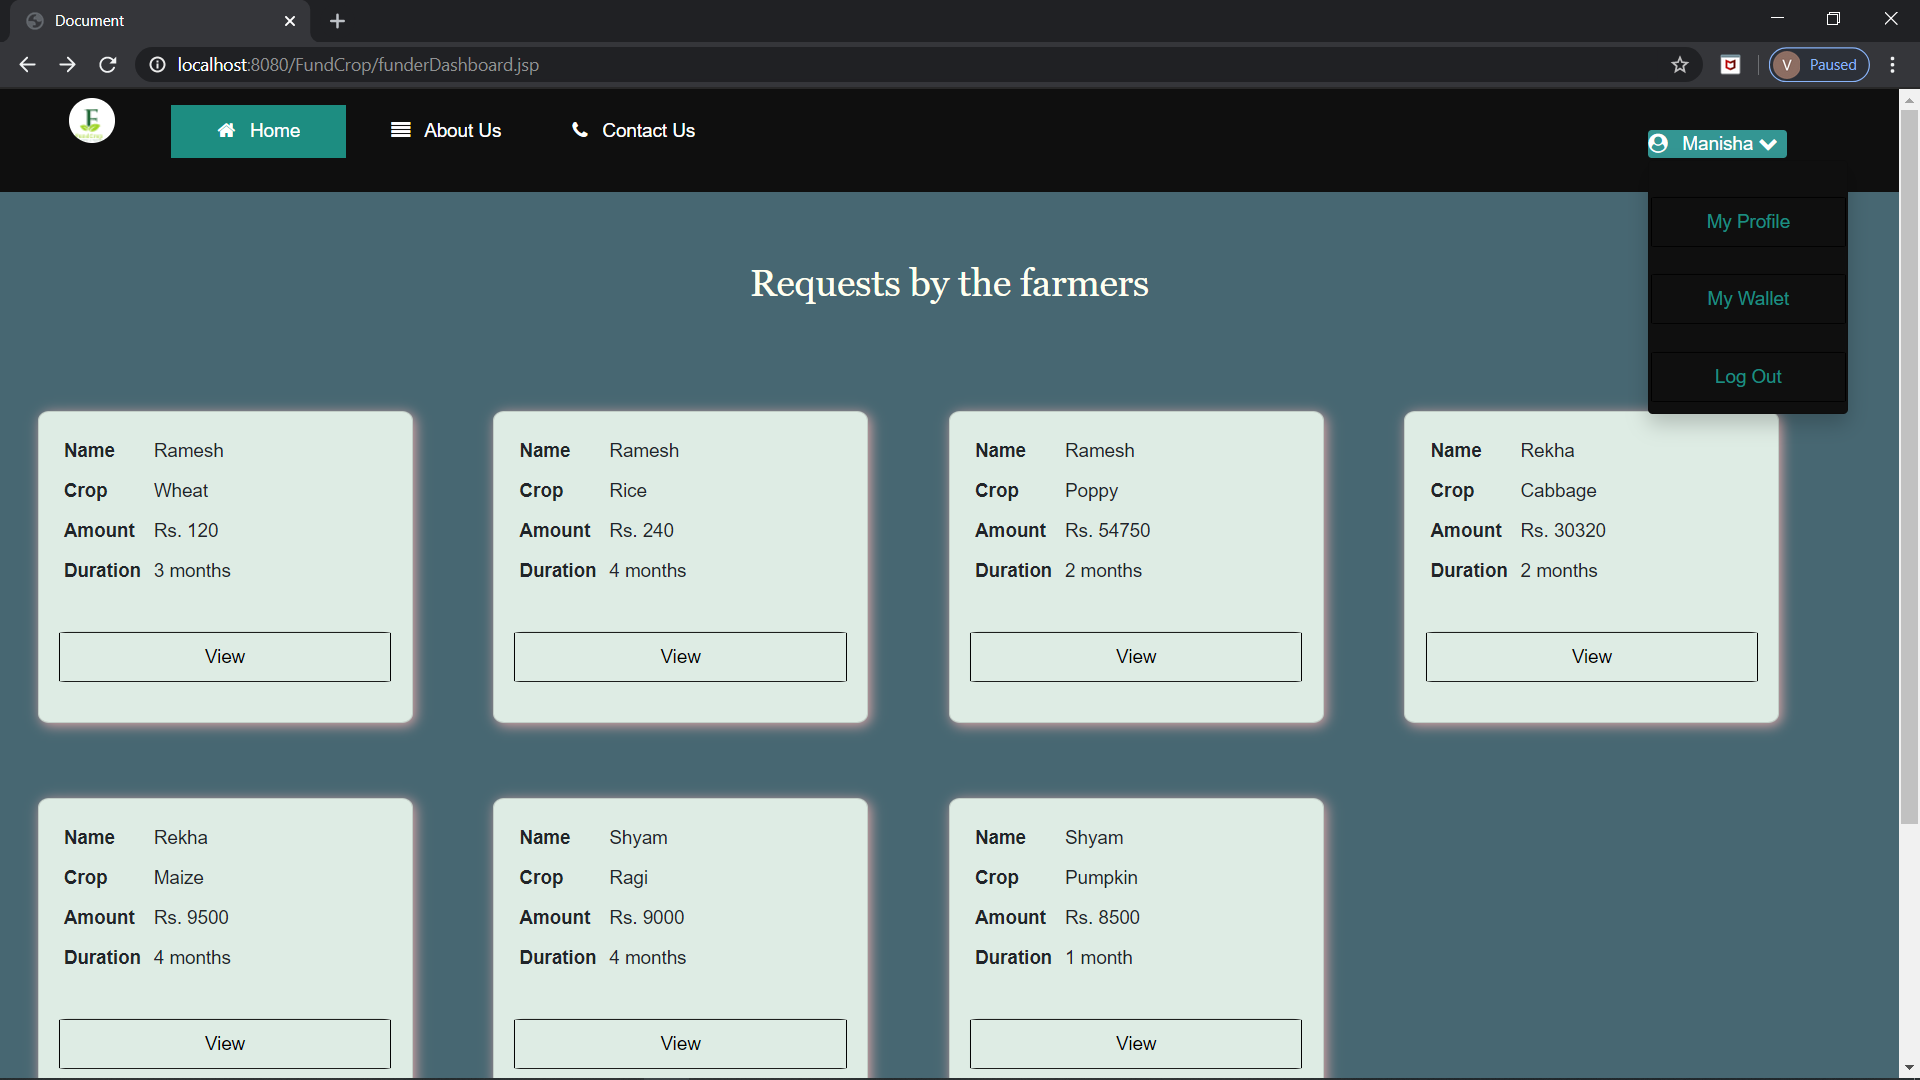 Document
localhost:8080/FundCrop/funderDashboard.jsp
V Paused
F
Home About Us Contact Us
Manisha
My Profile
My Wallet
Log Out
Requests by the farmers
Name Ramesh
Crop Wheat
Amount Rs. 120
Duration 3 months
View
Name Ramesh
Crop Rice
Amount Rs. 240
Duration 4 months
View
Name Ramesh
Crop Poppy
Amount Rs. 54750
Duration 2 months
View
Name Rekha
Crop Cabbage
Amount Rs. 30320
Duration 2 months
View
Name Rekha
Crop Maize
Amount Rs. 9500
Duration 4 months
View
Name Shyam
Crop Ragi
Amount Rs. 9000
Duration 4 months
View
Name Shyam
Crop Pumpkin
Amount Rs. 8500
Duration 1 month
View